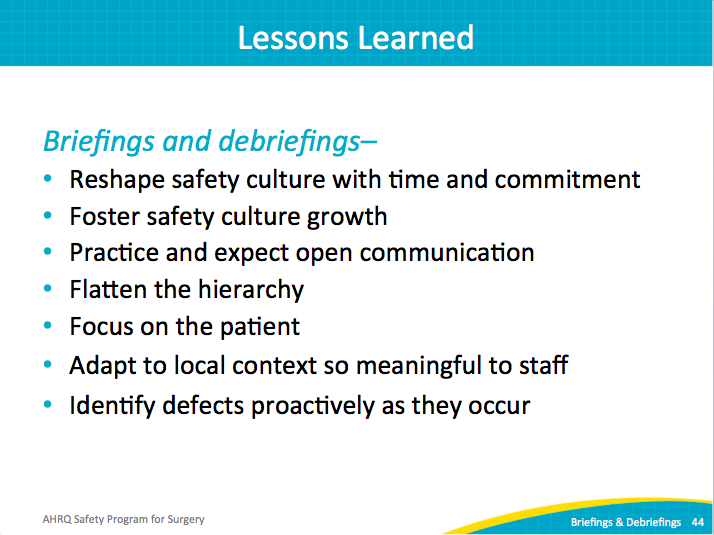 Lessons Learned
Briefings and debriefings–
• Reshape safety culture with time and commitment
• Foster safety culture growth
• Practice and expect open communication
• Flatten the hierarchy
• Focus on the patient
• Adapt to local context so meaningful to staff
• Identify defects proactively as they occur
AHRQ Safety Program for Surgery
Briefings & Debriefings 44